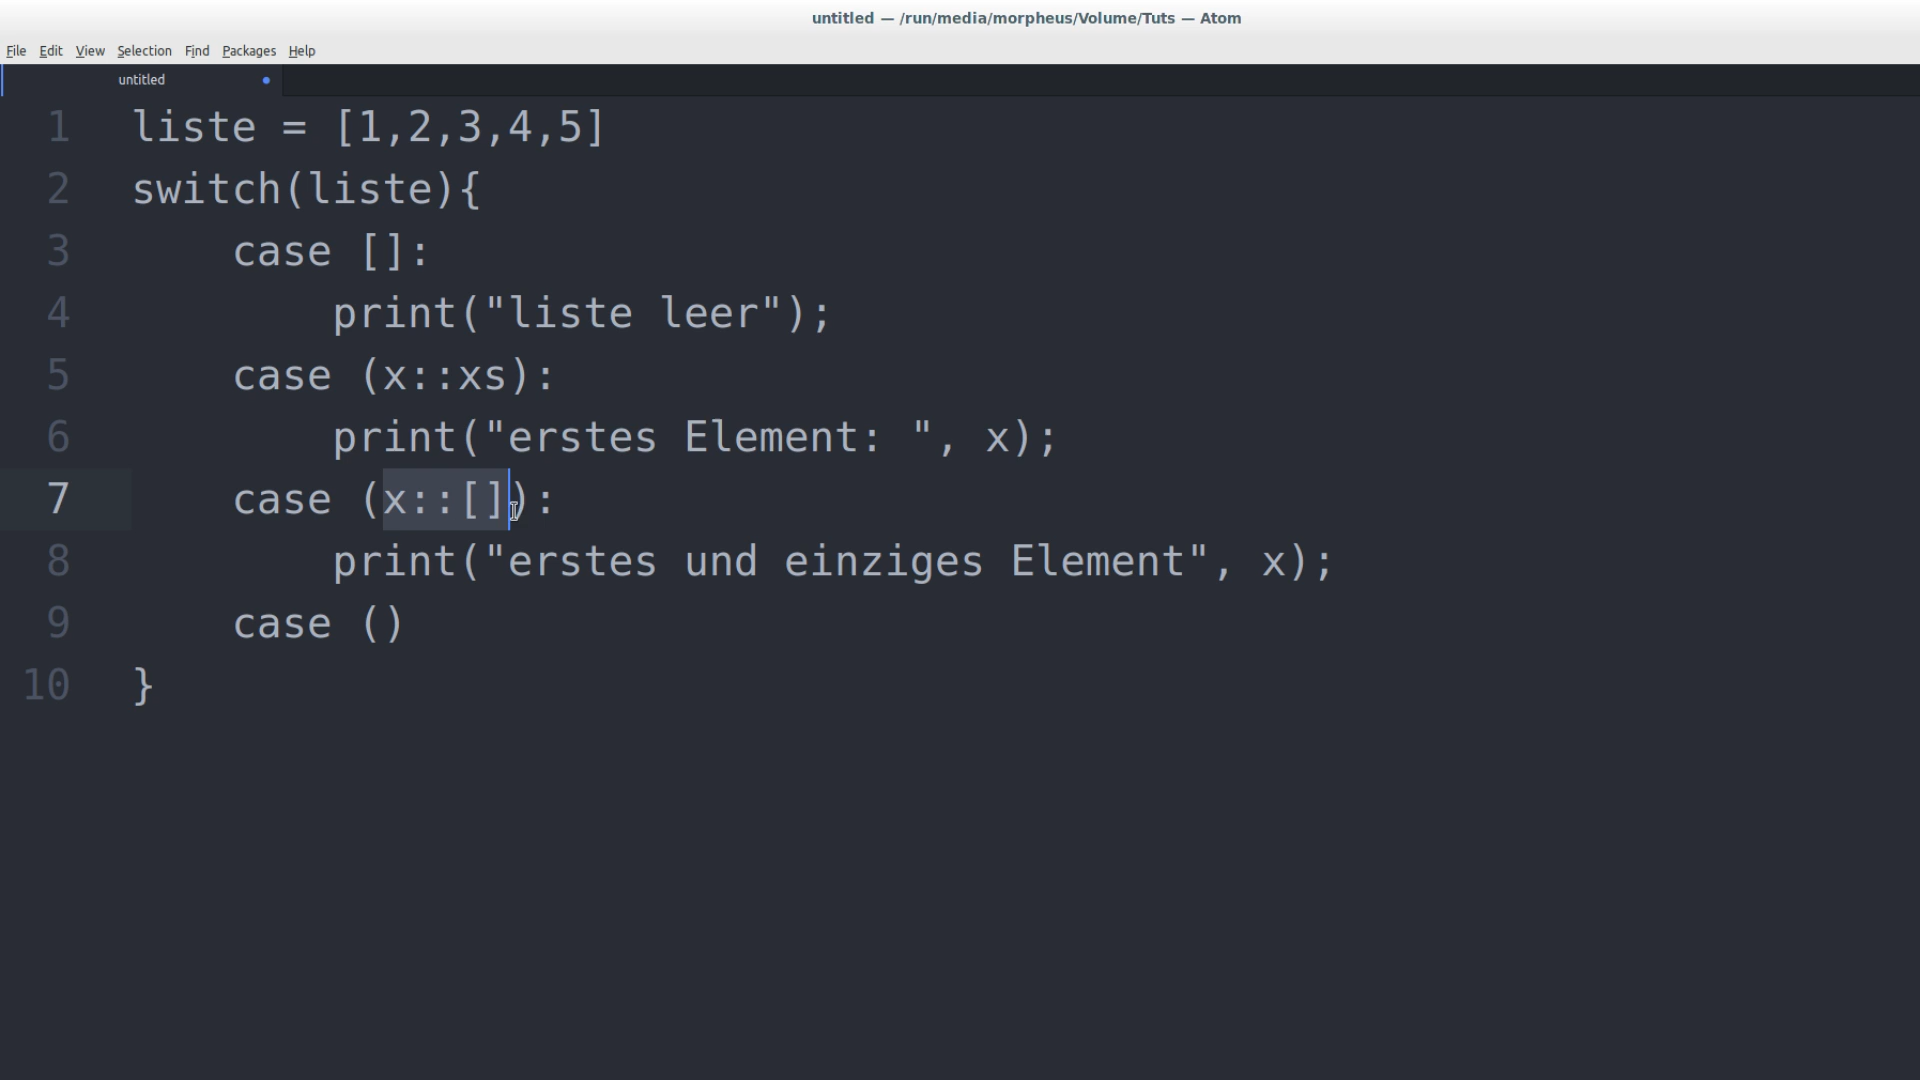 untitled — /run/media/morpheus/Volume/Tuts — Atom
File Edit View Selection Find Packages Help
untitled
1 liste = [1,2,3,4,5]
2 switch(liste){
3 case []:
4 print("liste leer");
5 case (x::xs):
6 print("erstes Element: ", x);
7 case (x::[]):
8 print("erstes und einziges Element", x);
9 case ()
10 }